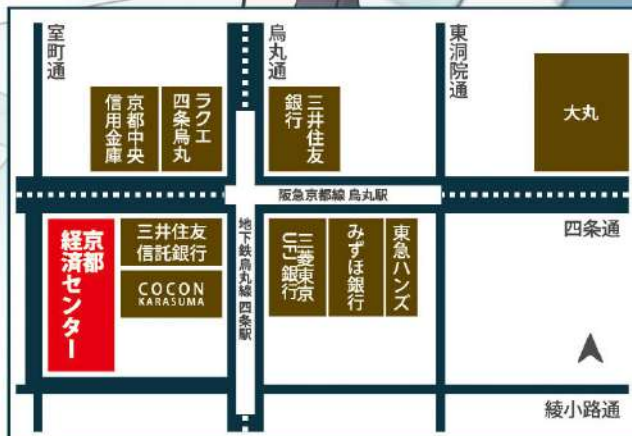 室町通
烏丸通
東洞院通
京都中央
信用金庫
ラクエ
四条烏丸
三井住友
銀行
大丸
阪急京都線 烏丸駅
四条通
京都
経済センター
三井住友
信託銀行
COCON
KARASUMA
地下鉄烏丸線 四条駅
三菱東京
UFJ銀行
みずほ銀行
東急ハンズ
綾小路通